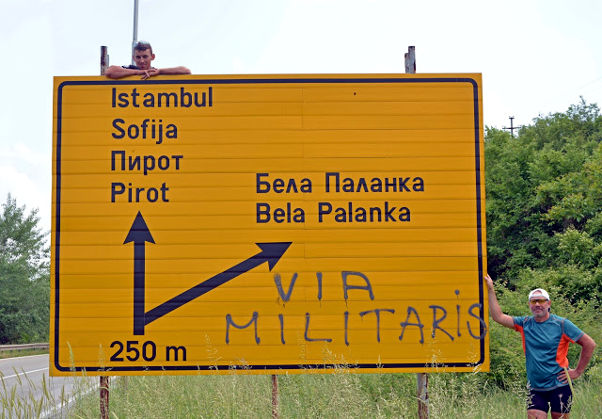 Istambul
Sofija
Пирот
Pirot
Бела Паланка
Bela Palanka
VIA
MILITARIS
250 m